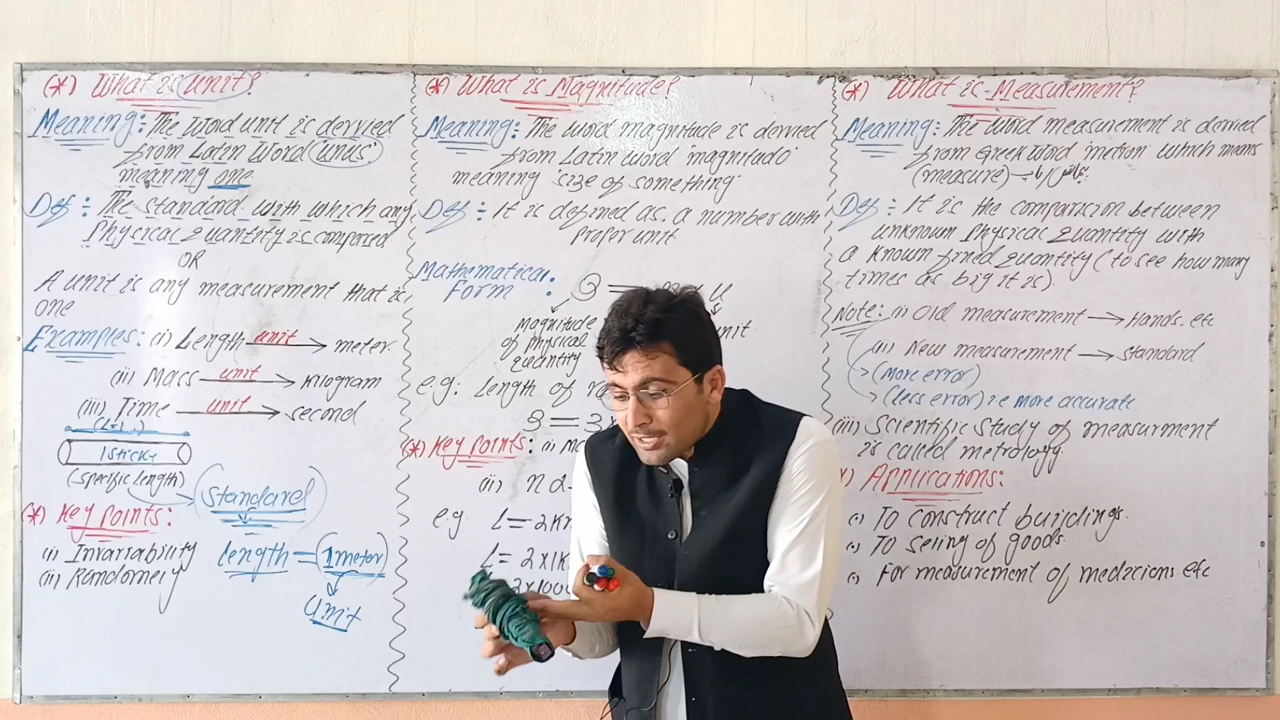 (*) What is unit?
Meaning: The word unit is derried
from Latin Word (unus)
meaning one
Def: The standard with which any
Physical Quantity is compared
OR
A unit is any measurement that is
one
Examples: (i) Length unit → meter
(ii) Mass unit → Kilogram
(iii) Time unit → second
1 Stick
(specific length)
Standard
(*) Key points:
(i) Invariability
length = 1 meter
Unit
(*) What is Magnitude?
Meaning: The word magnitude is derived
from Latin word 'magnitudo'
meaning 'size of something'
Def: It is defined as a number with
proper unit
Mathematical
Form:
u
Magnitude
of physical
Quantity
unit
e.g: length of
(*) Key points: (i)
(ii) n
e.g L = 2K
L = 2x1K
(*) What is Measurement?
Meaning: The word measurement is derived
from Greek word 'metron' which means
(measure)
Def: It is the comparision between
unknown Physical Quantity with
a known fixed Quantity (to see how many
times as big it is).
Note: (i) Old measurement → Hands. etc
(ii) New measurement → Standard
(More error)
(less error) i.e More accurate
(iii) Scientific Study of measurment
is called metrology.
Applications:
(.) To construct buildings.
(.) To seling of goods.
(.) For measurement of medecions etc